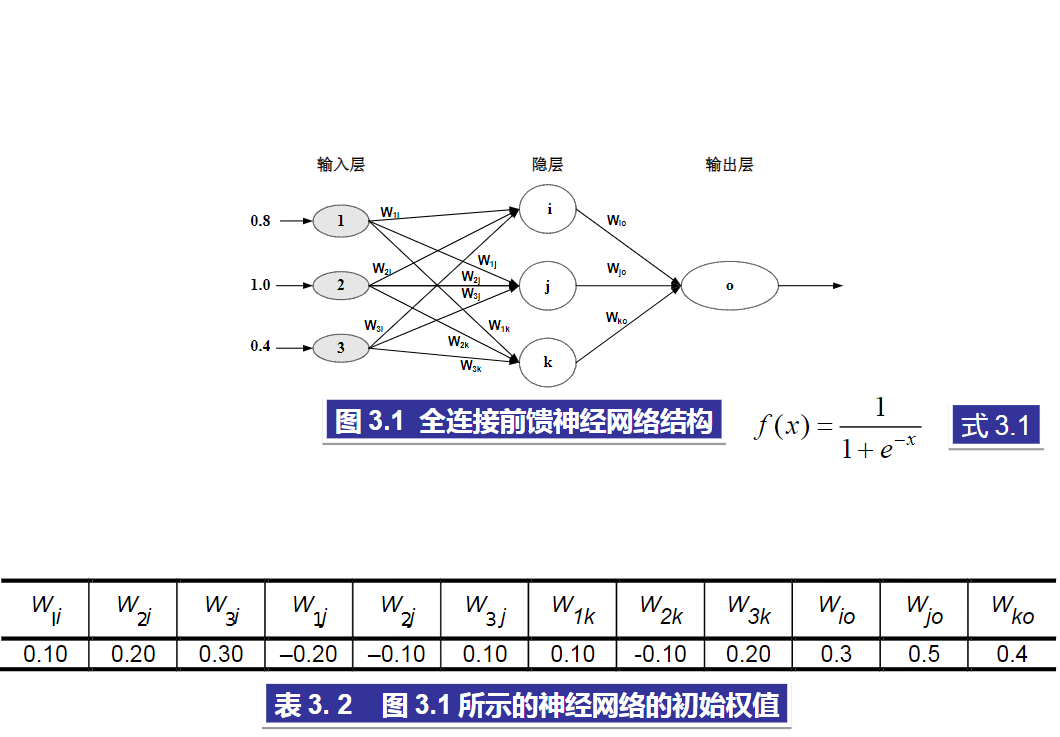 输入层 隐层 输出层
0.8 1 W1i i Wio
1.0 2 W2i W1j W2j W3j j Wjo o
0.4 3 W3i W1k W2k W3k k Wko
图 3.1 全连接前馈神经网络结构
f(x) = 1 / (1 + e^-x)
式 3.1
W1i W2i W3i W1j W2j W3j W1k W2k W3k Wio Wjo Wko
0.10 0.20 0.30 –0.20 –0.10 0.10 0.10 -0.10 0.20 0.3 0.5 0.4
表 3. 2 图 3.1 所示的神经网络的初始权值